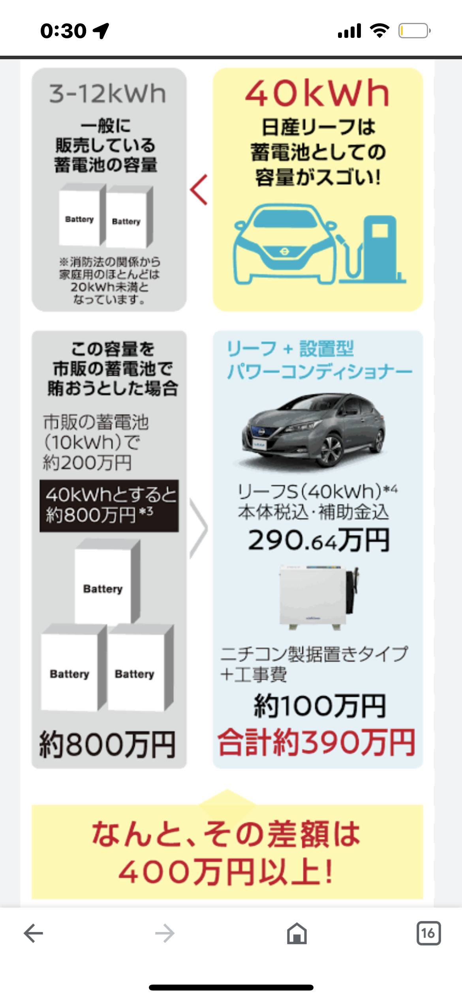 0:30
3-12kWh
一般に
販売している
蓄電池の容量
Battery
Battery
※消防法の関係から
家庭用のほとんどは
20kWh未満と
なっています。
40kWh
日産リーフは
蓄電池としての
容量がスゴい!
この容量を
市販の蓄電池で
賄おうとした場合
市販の蓄電池
(10kWh)で
約200万円
40kWhとすると
約800万円*3
Battery
Battery
Battery
約800万円
リーフ + 設置型
パワーコンディショナー
リーフS(40kWh)*4
本体税込・補助金込
290.64万円
ニチコン製据置きタイプ
+工事費
約100万円
合計約390万円
なんと、その差額は
400万円以上!
16